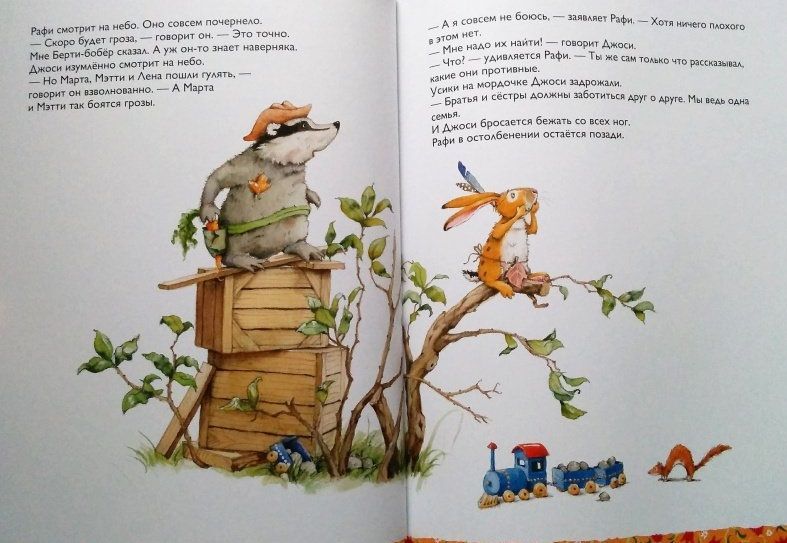 Рафи смотрит на небо. Оно совсем почернело.
— Скоро будет гроза, — говорит он. — Это точно.
Мне Берти-бобёр сказал. А уж он-то знает наверняка.
Джоси изумлённо смотрит на небо.
— Но Марта, Мэтти и Лена пошли гулять, —
говорит он взволнованно. — А Марта
и Мэтти так боятся грозы.
— А я совсем не боюсь, — заявляет Рафи. — Хотя ничего плохого
в этом нет.
— Мне надо их найти! — говорит Джоси.
— Что? — удивляется Рафи. — Ты же сам только что рассказывал,
какие они противные.
Усики на мордочке Джоси задрожали.
— Братья и сёстры должны заботиться друг о друге. Мы ведь одна
семья.
И Джоси бросается бежать со всех ног.
Рафи в остолбенении остаётся позади.